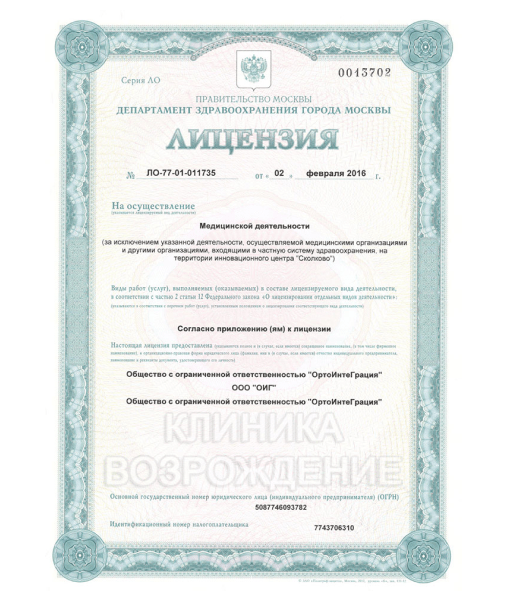 Серия ЛО
0013702
ПРАВИТЕЛЬСТВО МОСКВЫ
ДЕПАРТАМЕНТ ЗДРАВООХРАНЕНИЯ ГОРОДА МОСКВЫ
ЛИЦЕНЗИЯ
№ ЛО-77-01-011735 от « 02 » февраля 2016 г.
На осуществление
(указывается лицензируемый вид деятельности)
Медицинской деятельности
(за исключением указанной деятельности, осуществляемой медицинскими организациями
и другими организациями, входящими в частную систему здравоохранения, на
территории инновационного центра "Сколково")
Виды работ (услуг), выполняемых (оказываемых) в составе лицензируемого вида деятельности,
в соответствии с частью 2 статьи 12 Федерального закона «О лицензировании отдельных видов деятельности»:
Согласно приложению (ям) к лицензии
Настоящая лицензия предоставлена
Общество с ограниченной ответственностью "ОртоИнтеГрация"
ООО "ОИГ"
Общество с ограниченной ответственностью "ОртоИнтеГрация"
КЛИНИКА
ВОЗРОЖДЕНИЕ
Основной государственный номер юридического лица (индивидуального предпринимателя) (ОГРН)
5087746093782
Идентификационный номер налогоплательщика 7743706310